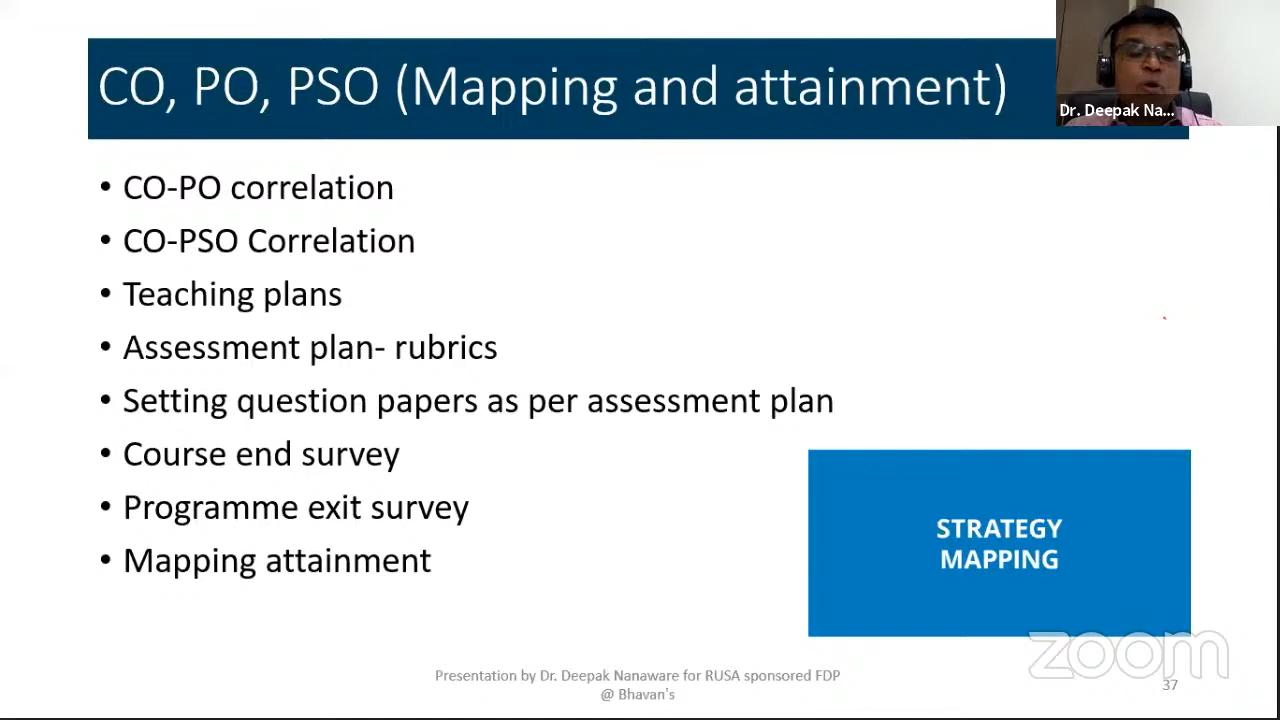 CO, PO, PSO (Mapping and attainment)
Dr. Deepak Na...
• CO-PO correlation
• CO-PSO Correlation
• Teaching plans
• Assessment plan- rubrics
• Setting question papers as per assessment plan
• Course end survey
• Programme exit survey
• Mapping attainment
STRATEGY
MAPPING
zoom
Presentation by Dr. Deepak Nanaware for RUSA sponsored FDP
@ Bhavan's
37